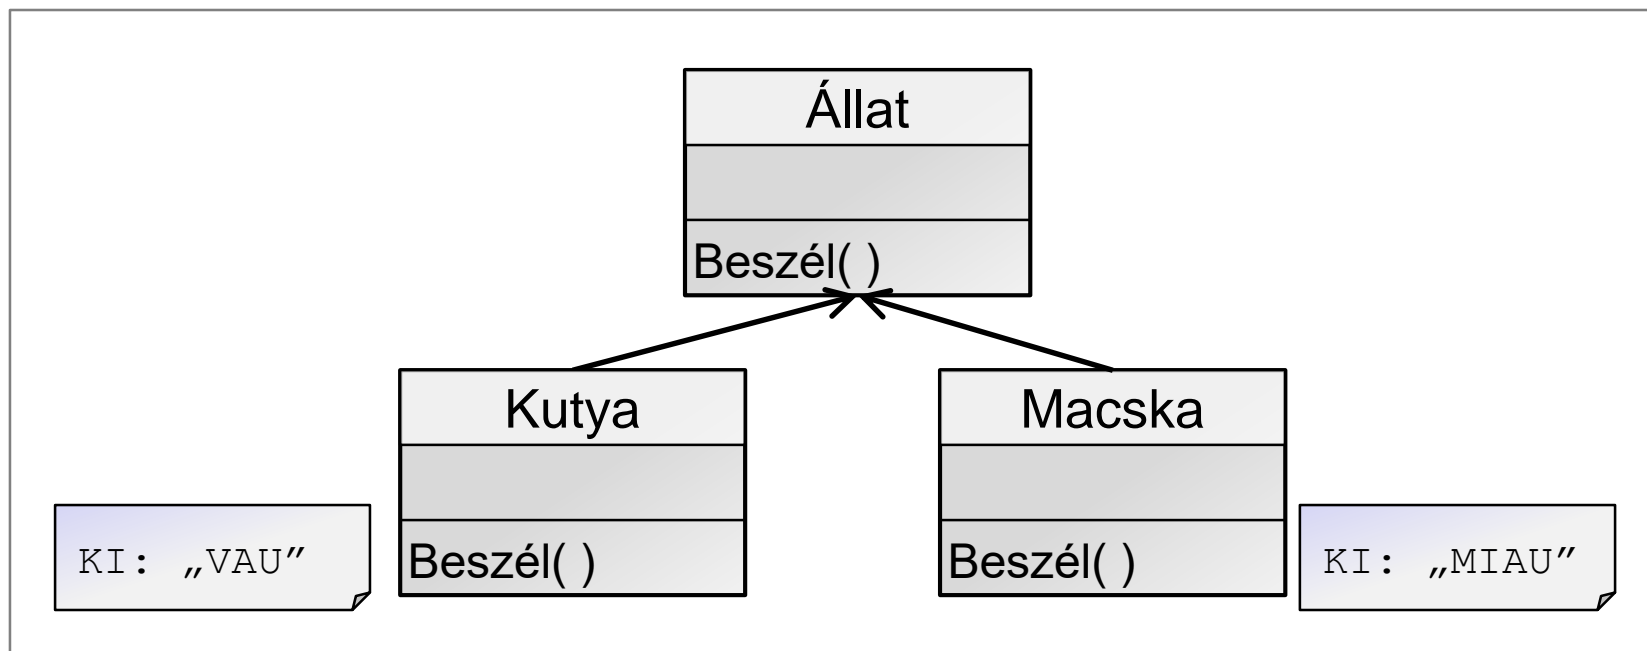 Állat
Beszél( )
Kutya
Macska
KI: „VAU”
Beszél( )
Beszél( )
KI: „MIAU”